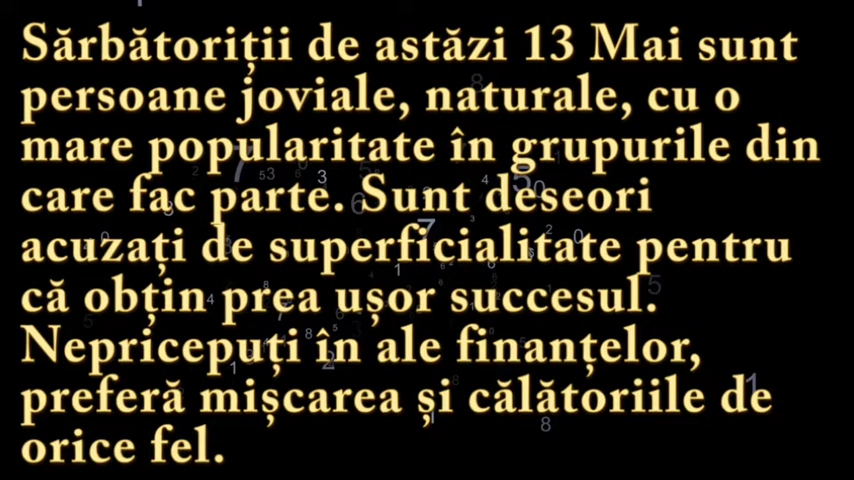 Sărbătoriții de astăzi 13 Mai sunt
persoane joviale, naturale, cu o
mare popularitate în grupurile din
care fac parte. Sunt deseori
acuzați de superficialitate pentru
că obțin prea ușor succesul.
Nepricepuți în ale finanțelor,
preferă mișcarea și călătoriile de
orice fel.